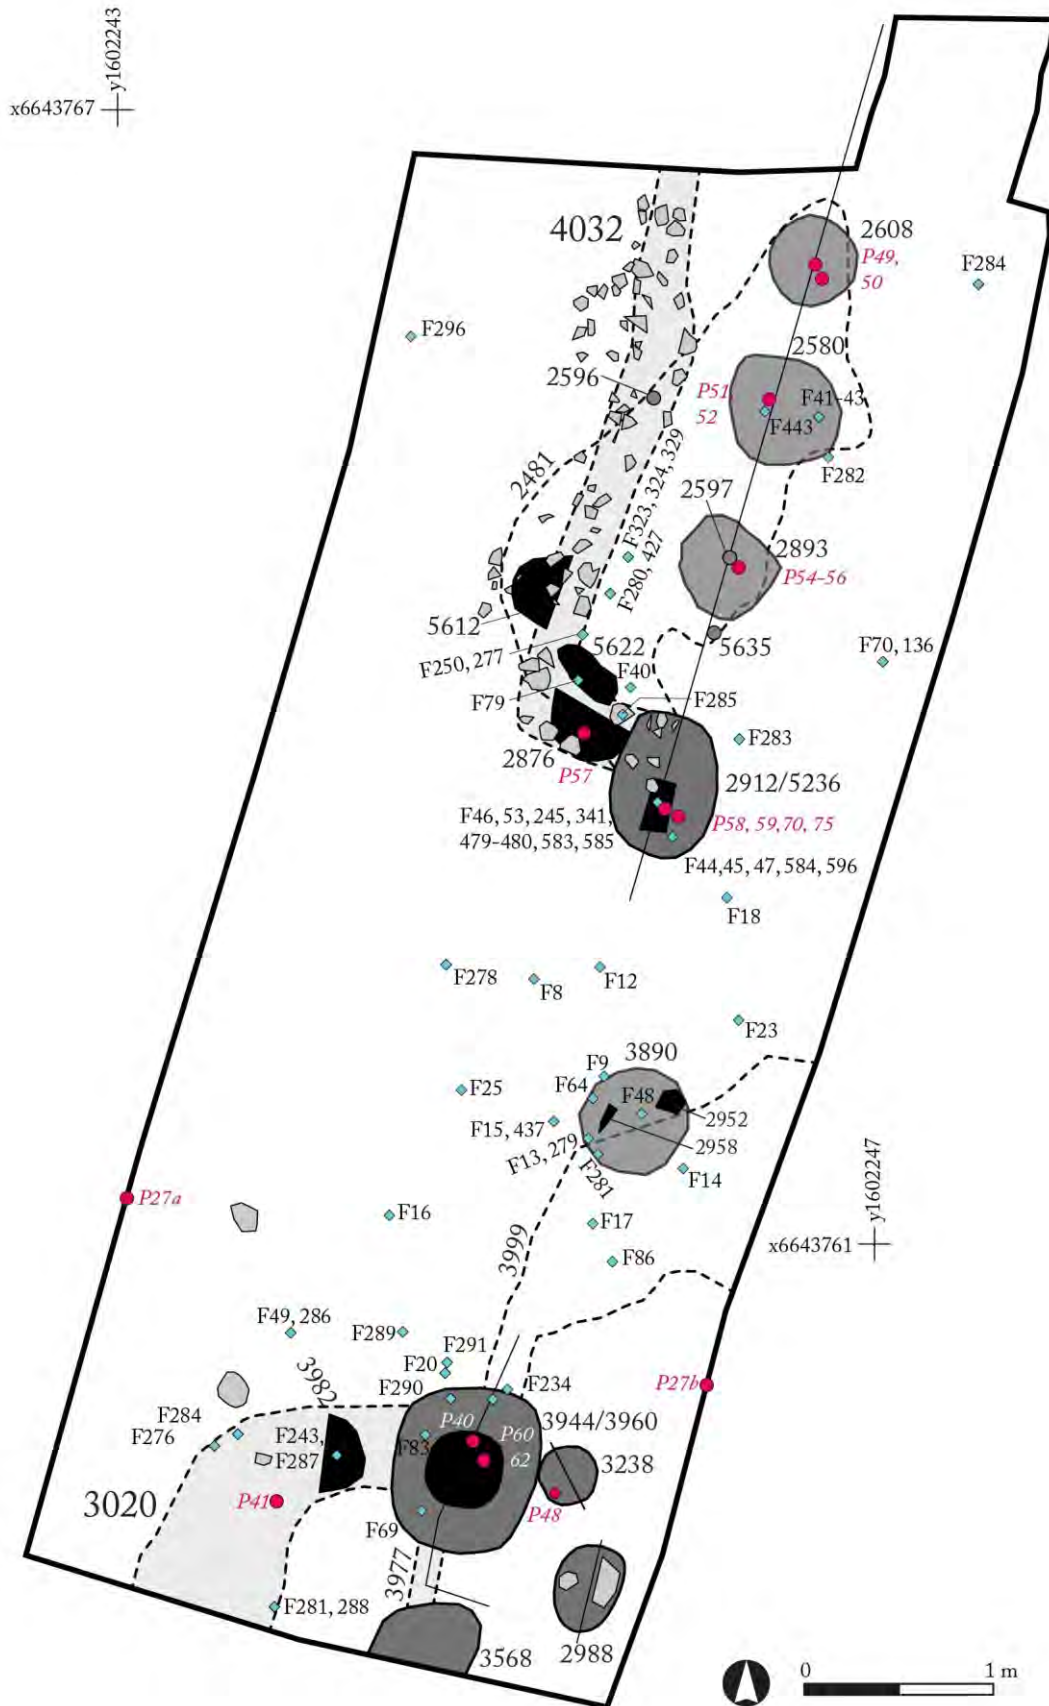 y1602243
x6643767
4032
2608
P49,
50
F284
F296
2580
2596
P51,
52
F41-43
F443
F282
2481
F323, 324, 329
F280, 427
2597
2893
P54-56
5612
5622
5635
F250, 277
F40
F70, 136
F79
F285
F283
2876
P57
2912/5236
F46, 53, 245, 341,
479-480, 583, 585
P58, 59, 70, 75
F44, 45, 47, 584, 596
F18
F278
F8
F12
F23
3890
F9
F25
F64
F48
2952
F15, 437
2958
F13, 279
F281
F14
P27a
F16
F17
y1602247
3999
x6643761
F86
F49, 286
F289
F291
F20
3982
P27b
F290
F234
F284
3944/3960
F276
F243,
F287
F83
P40
P60
62
3238
3020
P41
P48
F69
3977
F281, 288
3568
2988
0
1 m